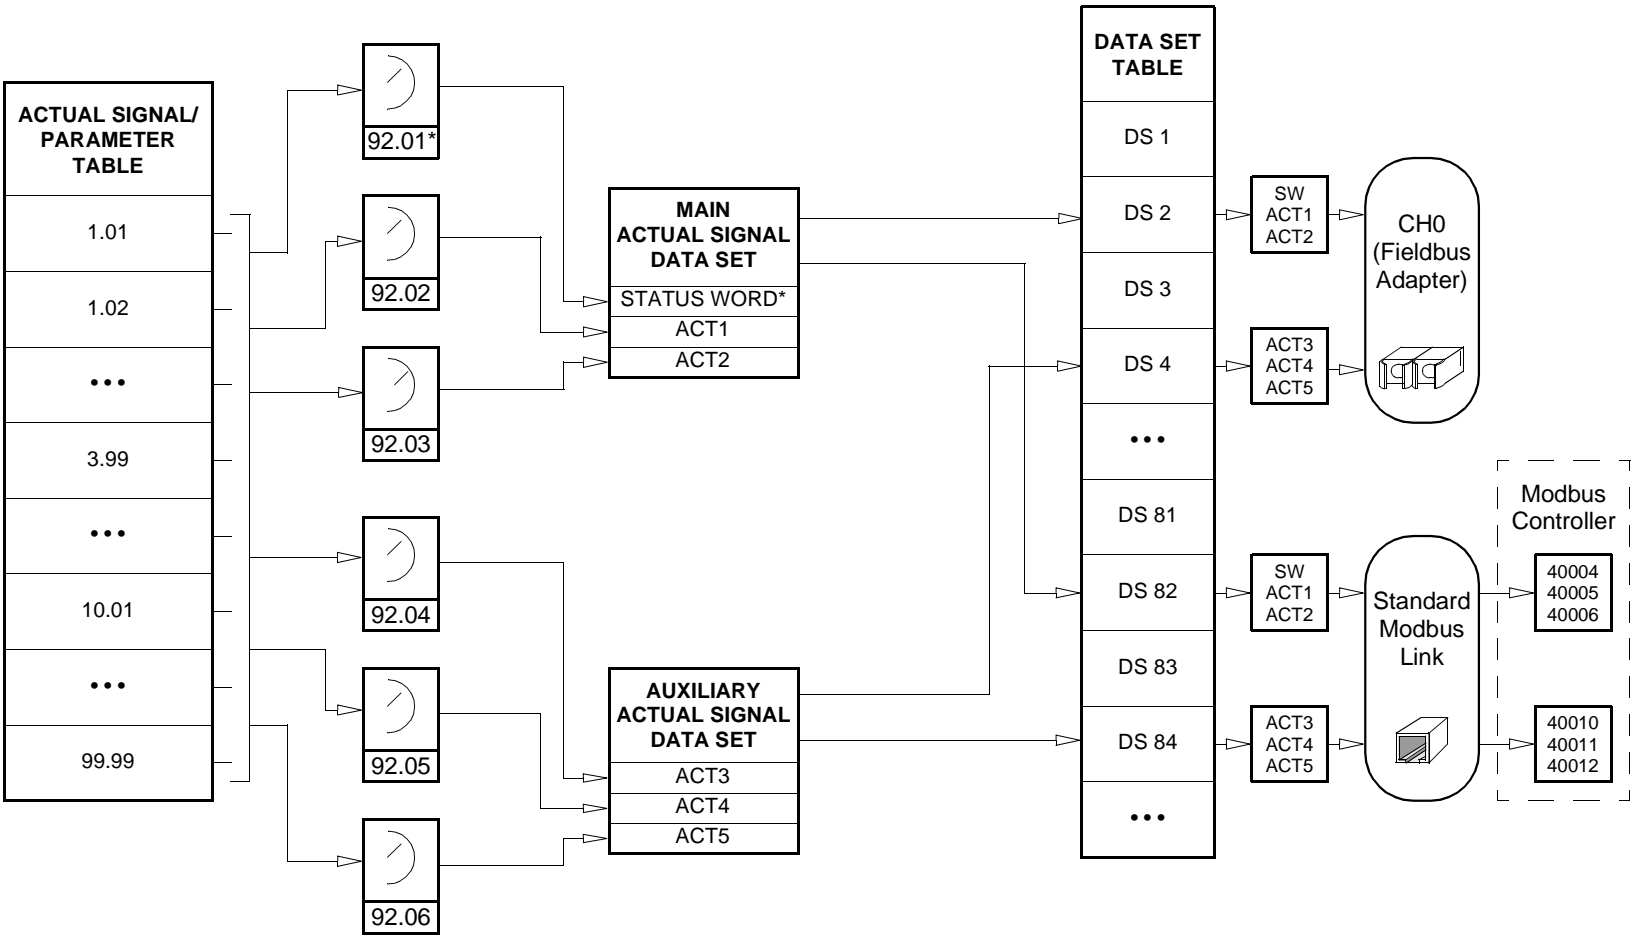 ACTUAL SIGNAL/
PARAMETER
TABLE
1.01
1.02
•••
3.99
•••
10.01
•••
99.99
92.01*
92.02
92.03
92.04
92.05
92.06
MAIN
ACTUAL SIGNAL
DATA SET
STATUS WORD*
ACT1
ACT2
AUXILIARY
ACTUAL SIGNAL
DATA SET
ACT3
ACT4
ACT5
DATA SET
TABLE
DS 1
DS 2
DS 3
DS 4
•••
DS 81
DS 82
DS 83
DS 84
•••
SW
ACT1
ACT2
ACT3
ACT4
ACT5
SW
ACT1
ACT2
ACT3
ACT4
ACT5
CH0
(Fieldbus
Adapter)
Standard
Modbus
Link
Modbus
Controller
40004
40005
40006
40010
40011
40012